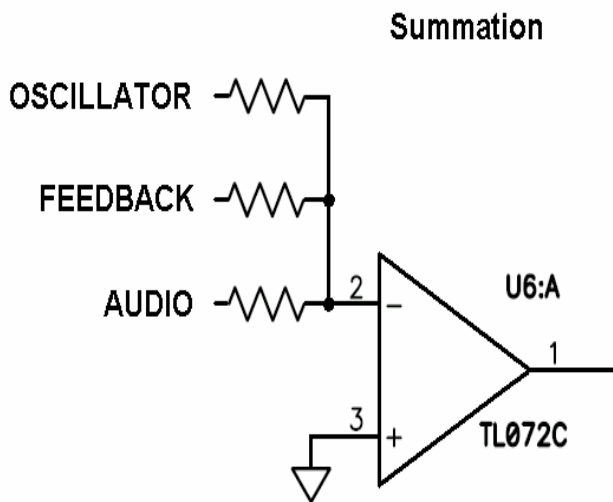 Summation
OSCILLATOR
FEEDBACK
AUDIO
2
U6:A
−
1
3
+
TL072C